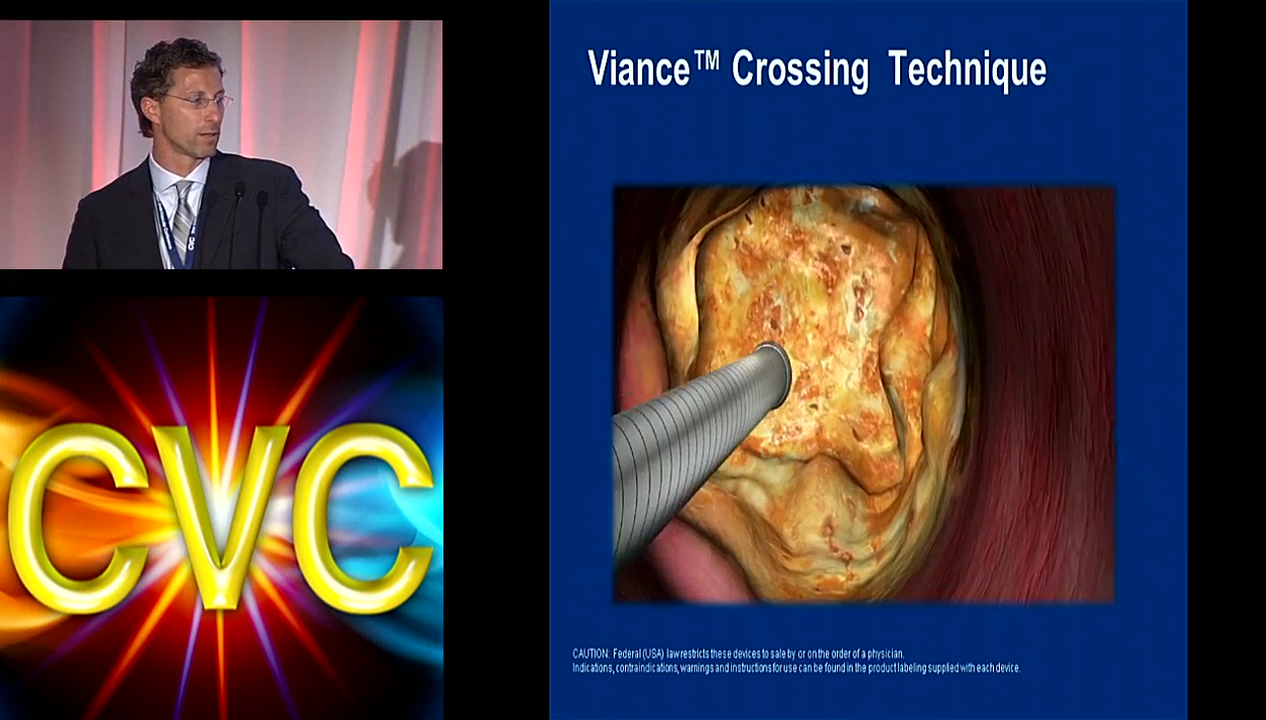 Viance™ Crossing Technique
CVC
CAUTION: Federal (USA) law restricts these devices to sale by or on the order of a physician.
Indications, contraindications, warnings and instructions for use can be found in the product labeling supplied with each device.